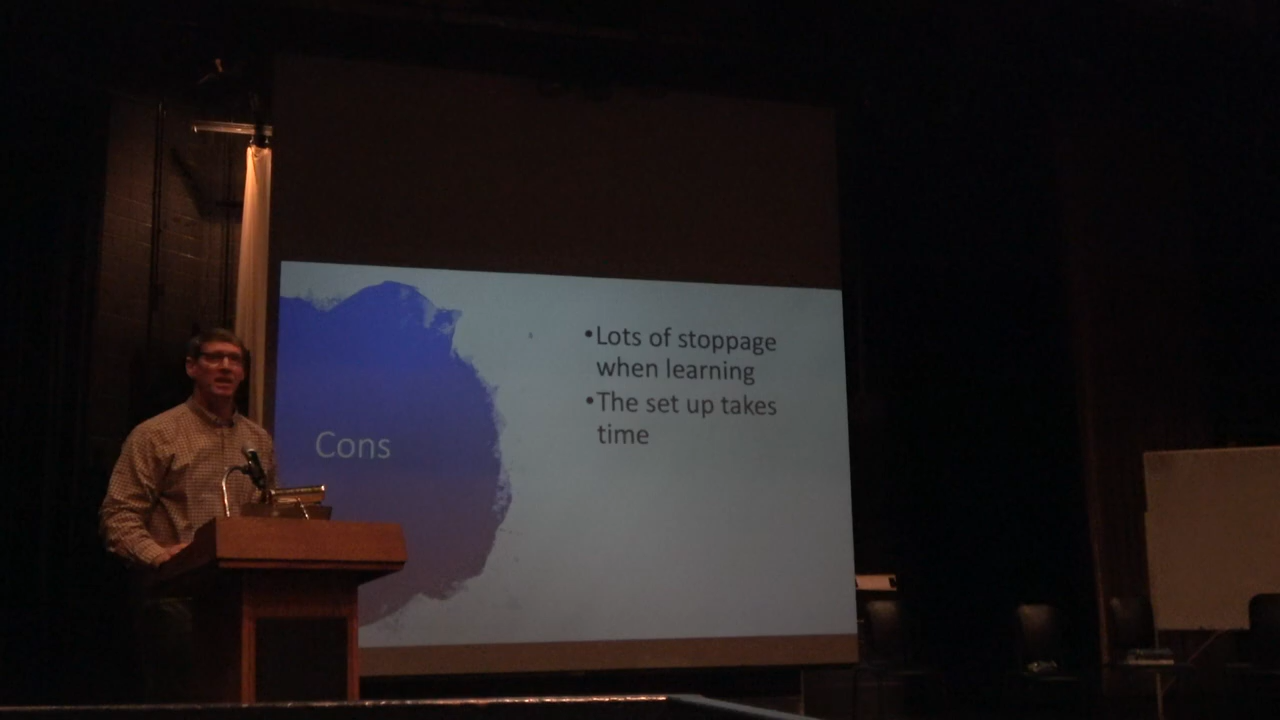 Cons
•Lots of stoppage
when learning
•The set up takes
time